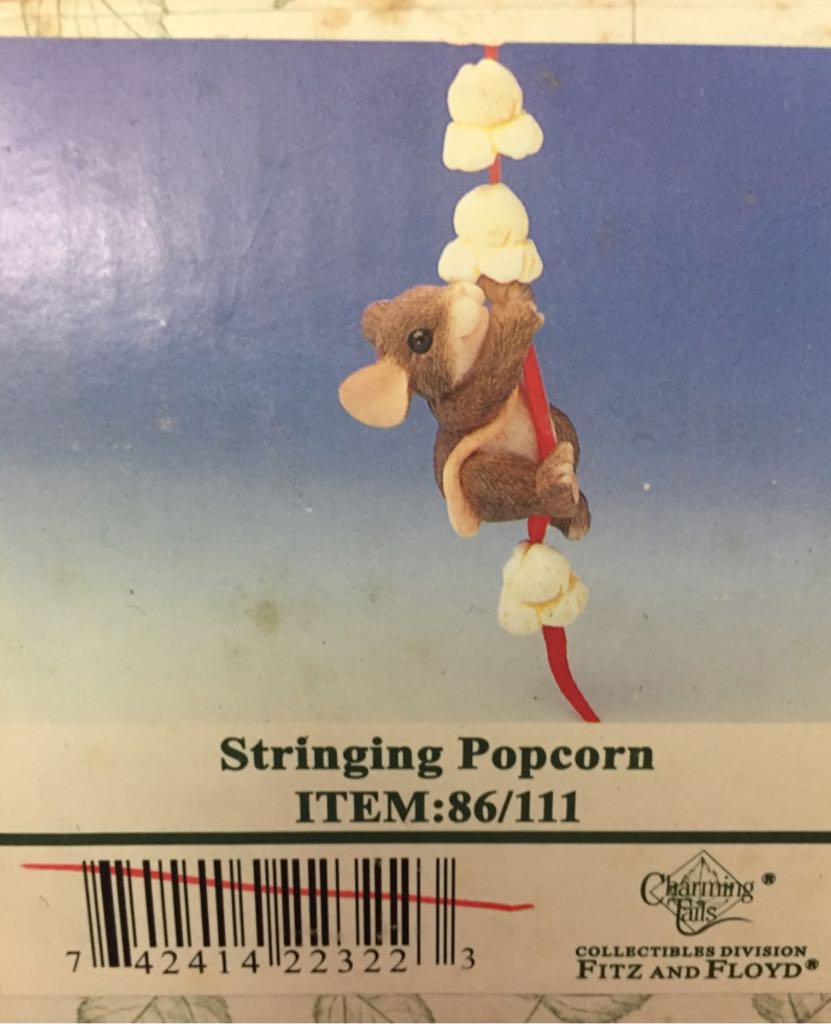 Stringing Popcorn
ITEM:86/111
7 42414 22322 3
Charming ®
Tails
COLLECTIBLES DIVISION
FITZ AND FLOYD®